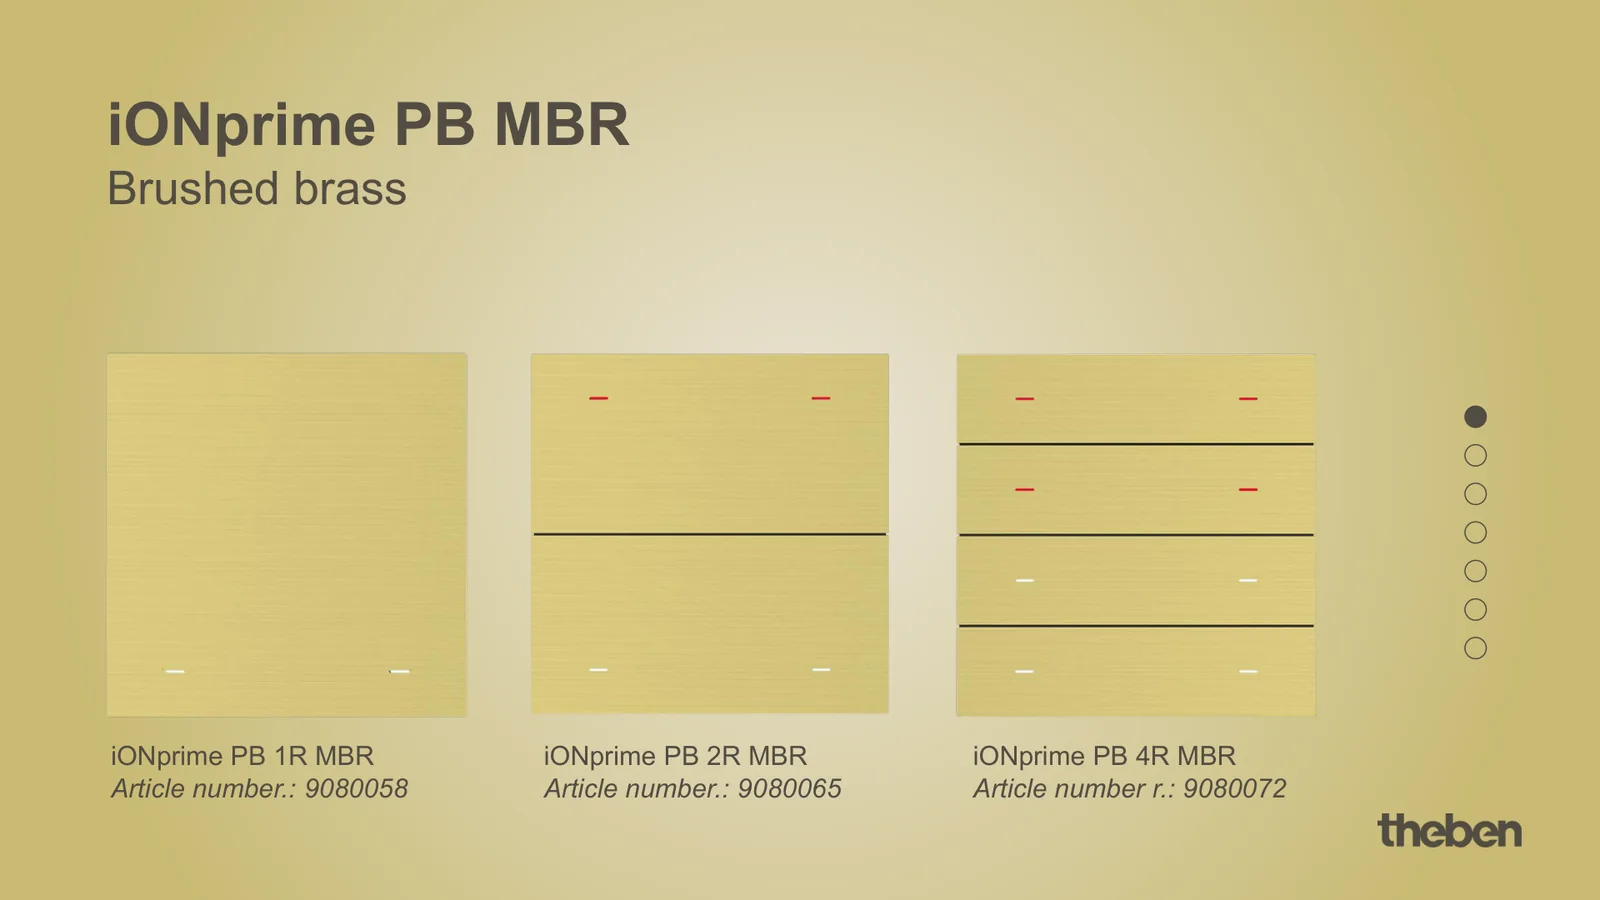 iONprime PB MBR
Brushed brass
iONprime PB 1R MBR
Article number.: 9080058
iONprime PB 2R MBR
Article number.: 9080065
iONprime PB 4R MBR
Article number r.: 9080072
theben